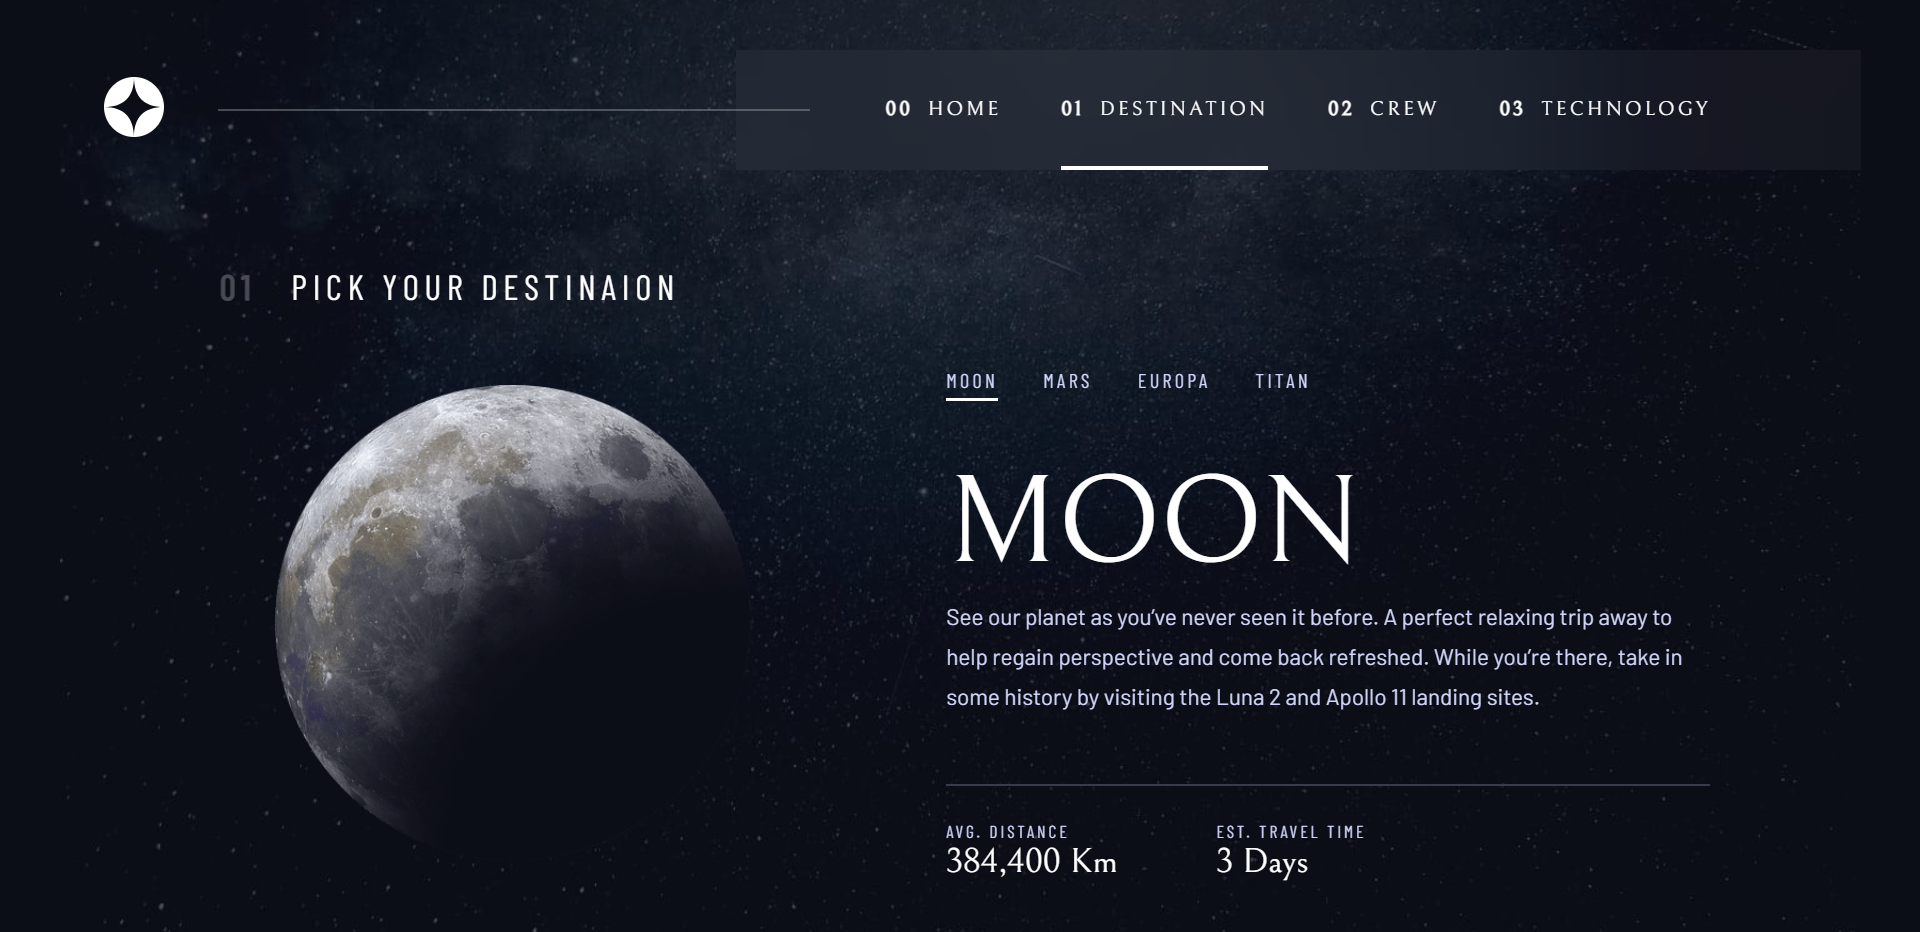 00 HOME 01 DESTINATION 02 CREW 03 TECHNOLOGY
01 PICK YOUR DESTINAION
MOON MARS EUROPA TITAN
MOON
See our planet as you’ve never seen it before. A perfect relaxing trip away to
help regain perspective and come back refreshed. While you’re there, take in
some history by visiting the Luna 2 and Apollo 11 landing sites.
AVG. DISTANCE EST. TRAVEL TIME
384,400 Km 3 Days